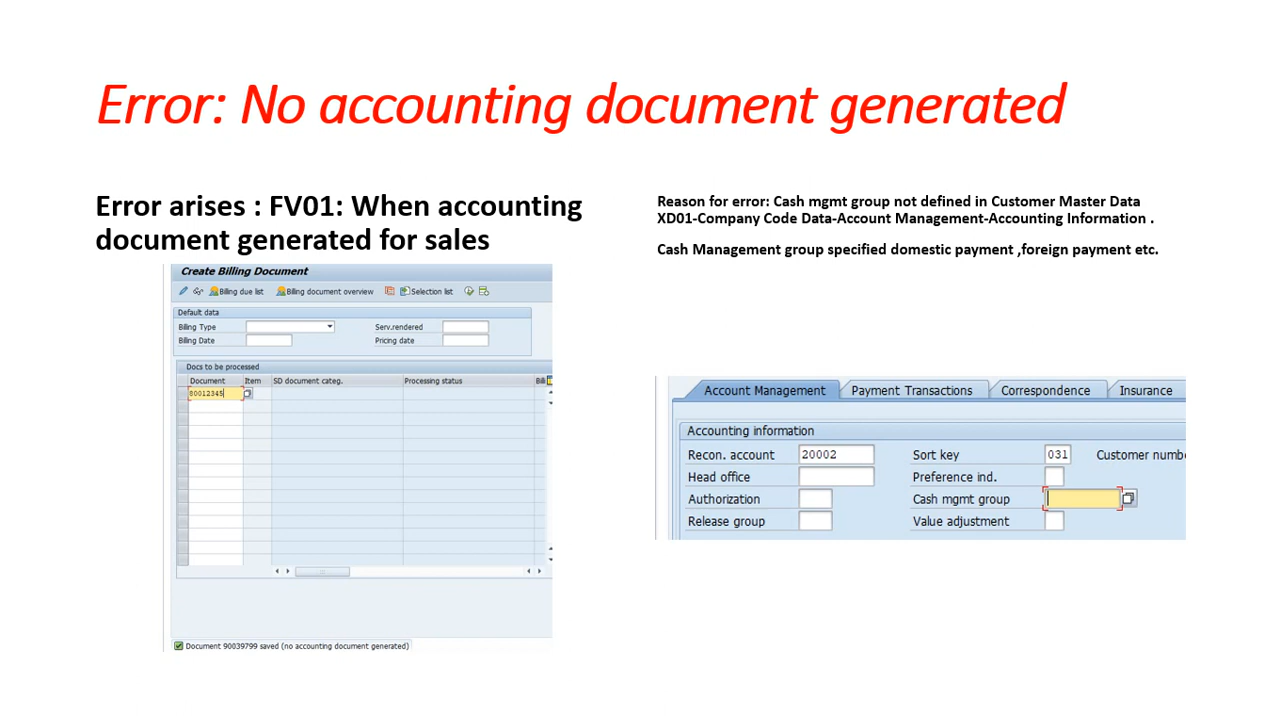 Error: No accounting document generated
Error arises : FV01: When accounting
document generated for sales
Create Billing Document
Billing due list Billing document overview Selection list
Default data
Billing Type Serv.rendered
Billing Date Pricing date
Docs to be processed
Document Item SD document categ. Processing status Bill
80012345
Document 90039799 saved (no accounting document generated)
Reason for error: Cash mgmt group not defined in Customer Master Data
XD01-Company Code Data-Account Management-Accounting Information .
Cash Management group specified domestic payment ,foreign payment etc.
Account Management Payment Transactions Correspondence Insurance
Accounting information
Recon. account 20002 Sort key 031 Customer numbe
Head office Preference ind.
Authorization Cash mgmt group
Release group Value adjustment